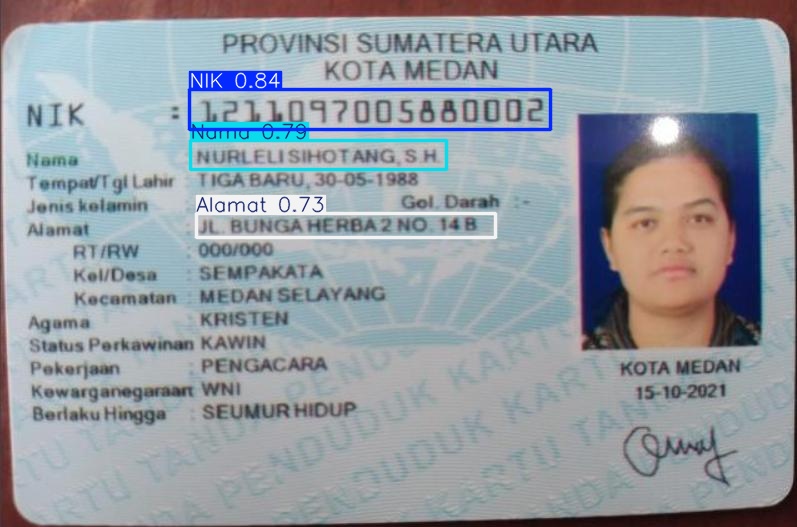 PROVINSI SUMATERA UTARA
KOTA MEDAN
NIK 0.84
NIK : 1211097005880002
Nama 0.79
Nama NURLELI SIHOTANG, S.H.
Tempat/Tgl Lahir : TIGA BARU, 30-05-1988
Jenis kelamin Gol. Darah :-
Alamat 0.73
Alamat JL. BUNGA HERBA 2 NO. 14 B
RT/RW : 000/000
Kel/Desa : SEMPAKATA
Kecamatan : MEDAN SELAYANG
Agama : KRISTEN
Status Perkawinan KAWIN
Pekerjaan : PENGACARA
Kewarganegaraan WNI
Berlaku Hingga : SEUMUR HIDUP
KOTA MEDAN
15-10-2021